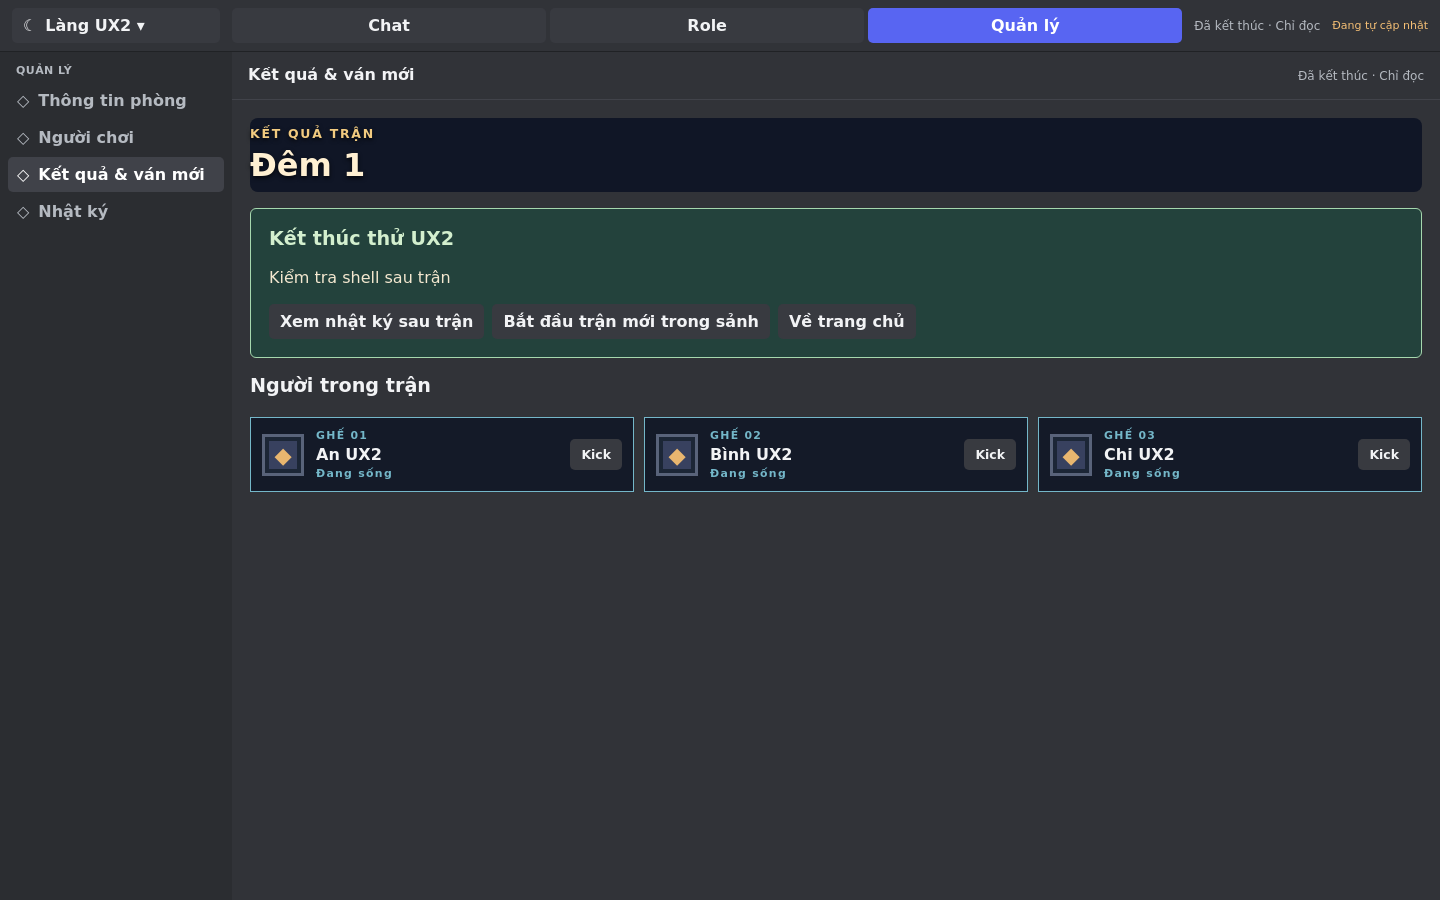 ☾ Làng UX2 ▾
Chat
Role
Quản lý
Đã kết thúc · Chỉ đọc
Đang tự cập nhật
QUẢN LÝ
◇ Thông tin phòng
◇ Người chơi
◇ Kết quả & ván mới
◇ Nhật ký
Kết quả & ván mới
Đã kết thúc · Chỉ đọc
KẾT QUẢ TRẬN
Đêm 1
Kết thúc thử UX2
Kiểm tra shell sau trận
Xem nhật ký sau trận
Bắt đầu trận mới trong sảnh
Về trang chủ
Người trong trận
GHẾ 01
An UX2
Đang sống
Kick
GHẾ 02
Bình UX2
Đang sống
Kick
GHẾ 03
Chi UX2
Đang sống
Kick